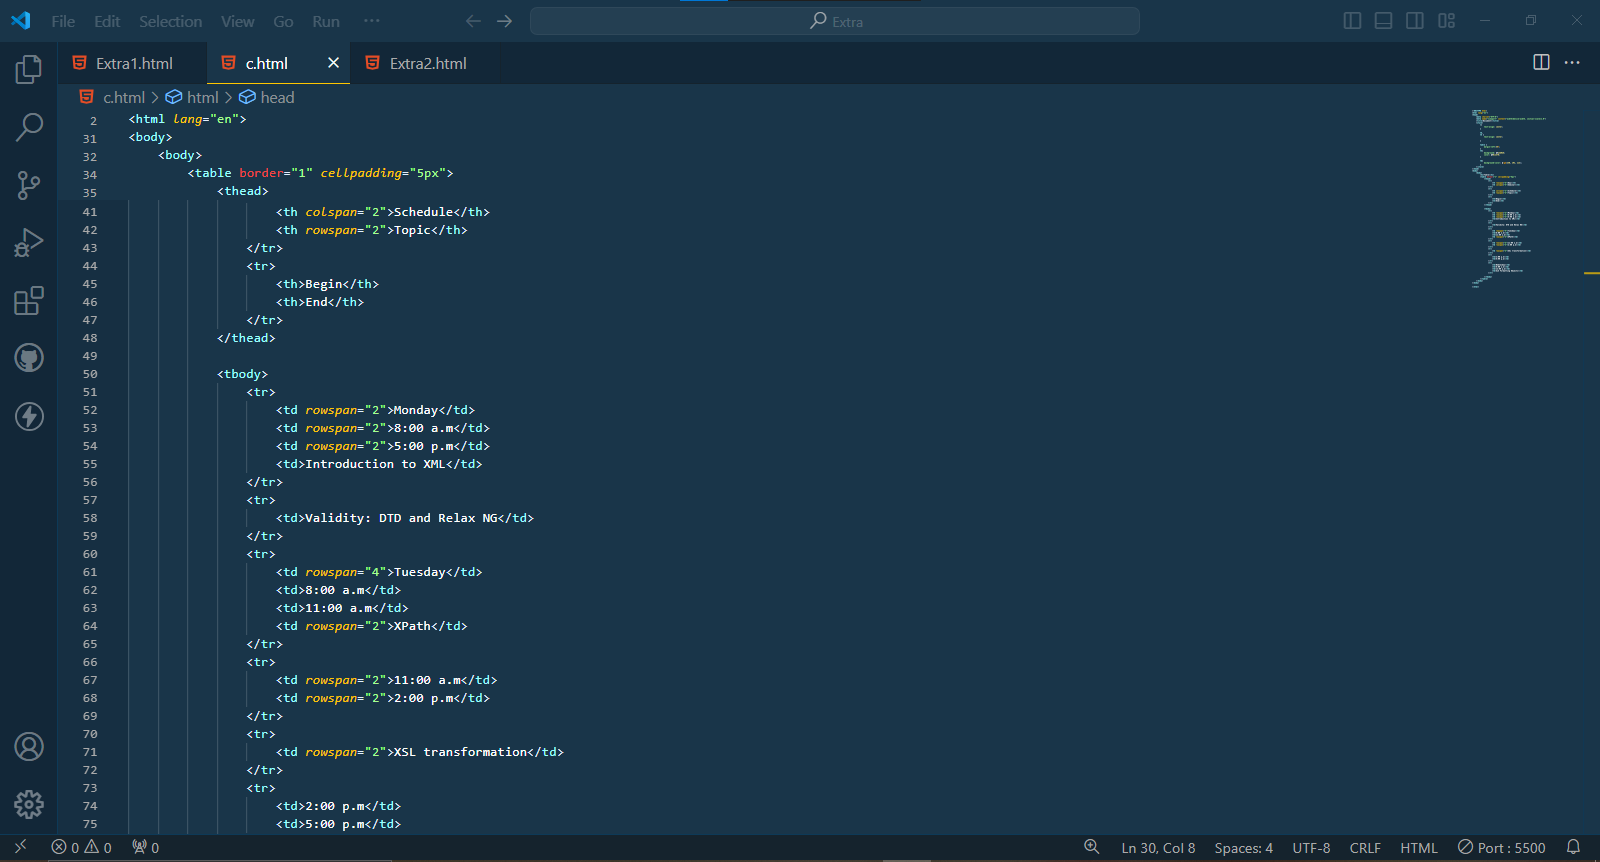 File Edit Selection View Go Run ··· Extra
Extra1.html c.html Extra2.html
c.html > html > head
2 <html lang="en">
31 <body>
32 <body>
34 <table border="1" cellpadding="5px">
35 <thead>
41 <th colspan="2">Schedule</th>
42 <th rowspan="2">Topic</th>
43 </tr>
44 <tr>
45 <th>Begin</th>
46 <th>End</th>
47 </tr>
48 </thead>
49
50 <tbody>
51 <tr>
52 <td rowspan="2">Monday</td>
53 <td rowspan="2">8:00 a.m</td>
54 <td rowspan="2">5:00 p.m</td>
55 <td>Introduction to XML</td>
56 </tr>
57 <tr>
58 <td>Validity: DTD and Relax NG</td>
59 </tr>
60 <tr>
61 <td rowspan="4">Tuesday</td>
62 <td>8:00 a.m</td>
63 <td>11:00 a.m</td>
64 <td rowspan="2">XPath</td>
65 </tr>
66 <tr>
67 <td rowspan="2">11:00 a.m</td>
68 <td rowspan="2">2:00 p.m</td>
69 </tr>
70 <tr>
71 <td rowspan="2">XSL transformation</td>
72 </tr>
73 <tr>
74 <td>2:00 p.m</td>
75 <td>5:00 p.m</td>
0 0 0 Ln 30, Col 8 Spaces: 4 UTF-8 CRLF HTML Port : 5500